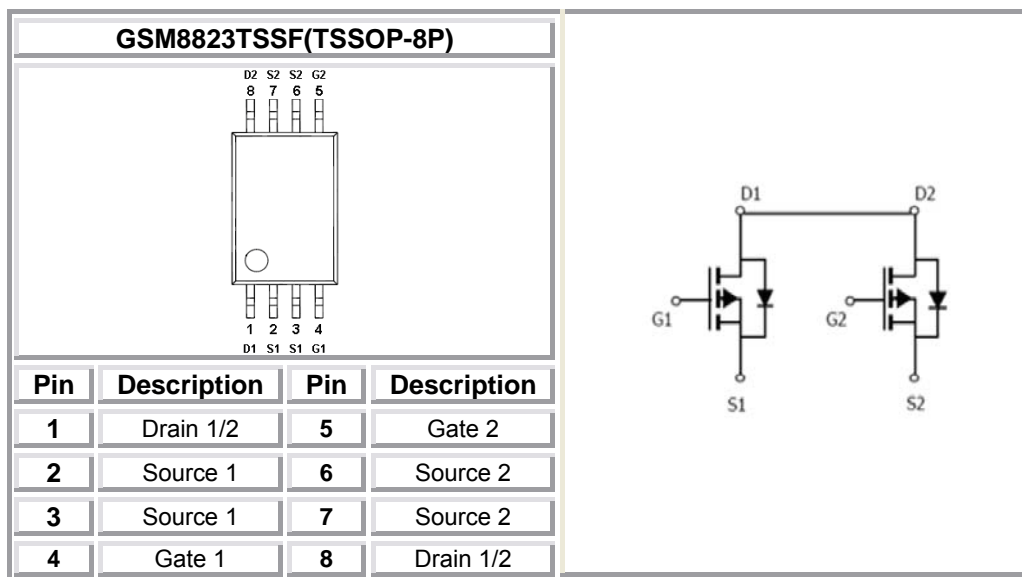 GSM8823TSSF(TSSOP-8P)
D2 S2 S2 G2
8 7 6 5
1 2 3 4
D1 S1 S1 G1
Pin Description Pin Description
1 Drain 1/2 5 Gate 2
2 Source 1 6 Source 2
3 Source 1 7 Source 2
4 Gate 1 8 Drain 1/2
D1 D2
G1 G2
S1 S2